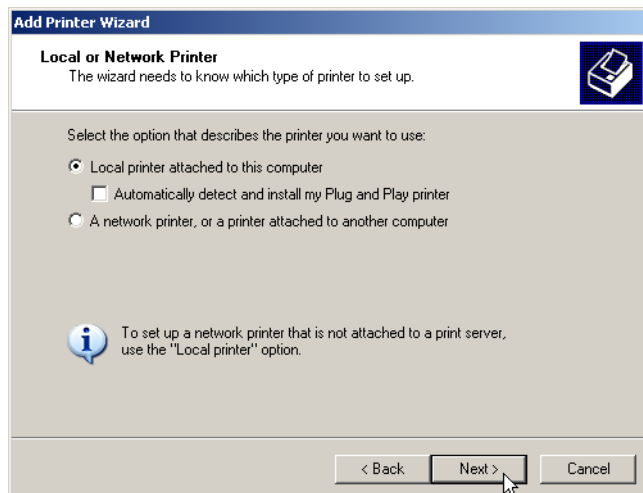 Add Printer Wizard
Local or Network Printer
The wizard needs to know which type of printer to set up.
Select the option that describes the printer you want to use:
Local printer attached to this computer
Automatically detect and install my Plug and Play printer
A network printer, or a printer attached to another computer
To set up a network printer that is not attached to a print server,
use the "Local printer" option.
< Back
Next >
Cancel